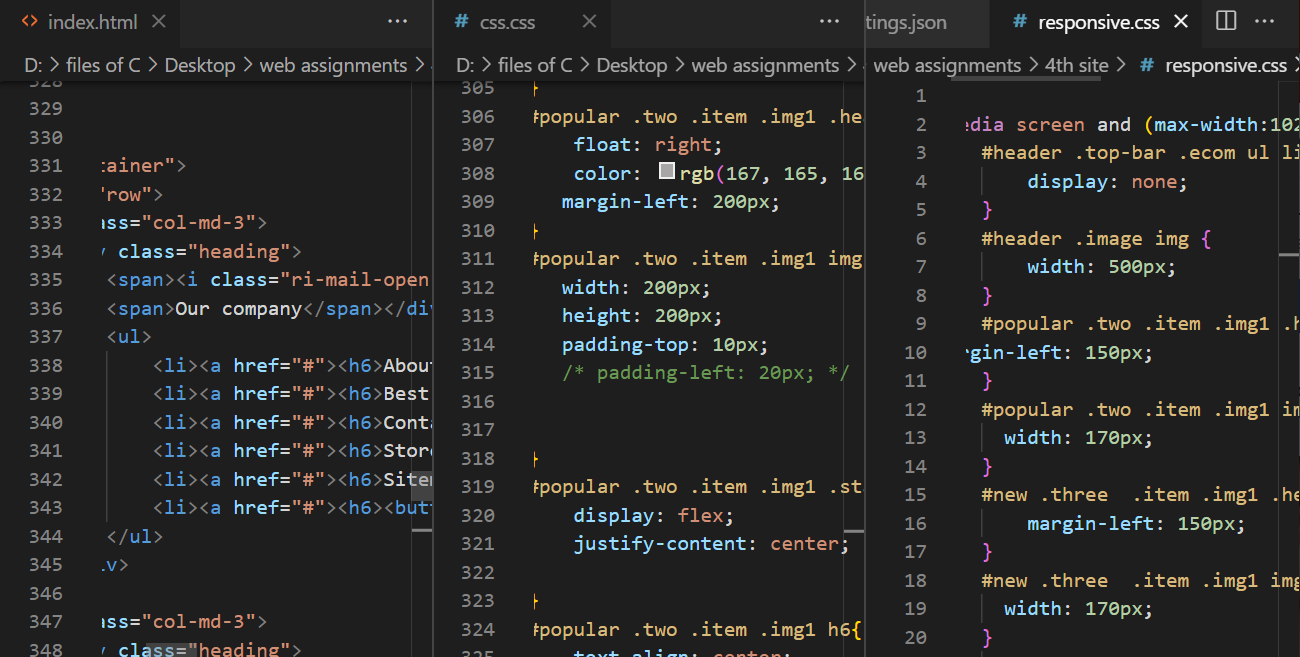 index.html
D: > files of C > Desktop > web assignments >
328
329
330
331 tainer">
332 "row">
333 ass="col-md-3">
334 class="heading">
335 <span><i class="ri-mail-open
336 <span>Our company</span></di
337 <ul>
338 <li><a href="#"><h6>Abou
339 <li><a href="#"><h6>Best
340 <li><a href="#"><h6>Cont
341 <li><a href="#"><h6>Stor
342 <li><a href="#"><h6>Site
343 <li><a href="#"><h6><butt
344 </ul>
345 iv>
346
347 ass="col-md-3">
348 class="heading">
# css.css
D: > files of C > Desktop > web assignments >
305 }
306 #popular .two .item .img1 .he
307 float: right;
308 color: rgb(167, 165, 16
309 margin-left: 200px;
310 }
311 #popular .two .item .img1 img
312 width: 200px;
313 height: 200px;
314 padding-top: 10px;
315 /* padding-left: 20px; */
316
317
318 }
319 #popular .two .item .img1 .st
320 display: flex;
321 justify-content: center;
322
323 }
324 #popular .two .item .img1 h6{
325 text-align: center;
tings.json
# responsive.css
web assignments > 4th site > # responsive.css >
1
2 edia screen and (max-width:102
3 #header .top-bar .ecom ul li
4 display: none;
5 }
6 #header .image img {
7 width: 500px;
8 }
9 #popular .two .item .img1 .h
10 rgin-left: 150px;
11 }
12 #popular .two .item .img1 im
13 width: 170px;
14 }
15 #new .three .item .img1 .he
16 margin-left: 150px;
17 }
18 #new .three .item .img1 img
19 width: 170px;
20 }